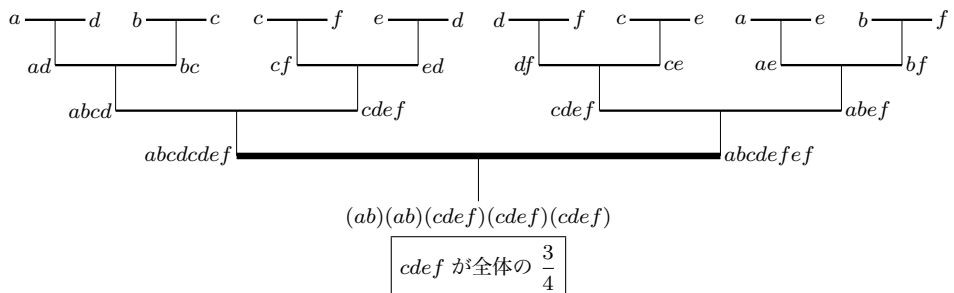 a d b c c f e d d f c e a e b f
ad bc cf ed df ce ae bf
abcd cdef cdef abef
abcdcdef abcdefef
(ab)(ab)(cdef)(cdef)(cdef)
cdef が全体の 3/4